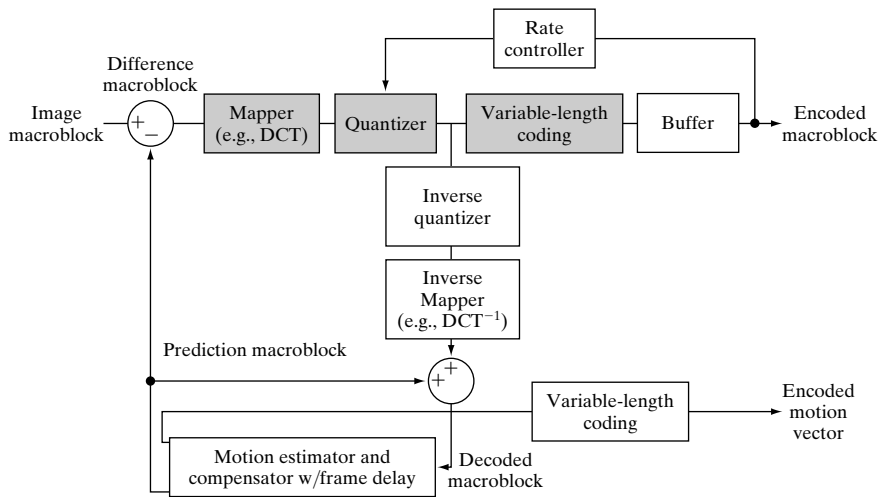 Rate
controller
Difference
macroblock
Image
macroblock
+
−
Mapper
(e.g., DCT)
Quantizer
Variable-length
coding
Buffer
Encoded
macroblock
Inverse
quantizer
Inverse
Mapper
(e.g., DCT⁻¹)
Prediction macroblock
+
+
Variable-length
coding
Encoded
motion
vector
Motion estimator and
compensator w/frame delay
Decoded
macroblock